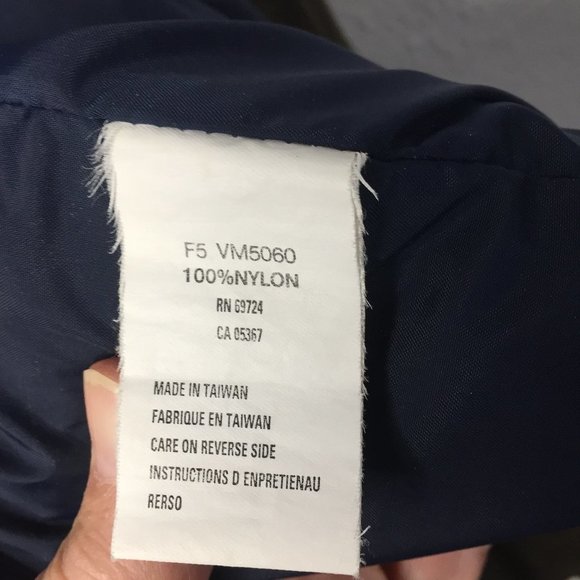 F5 VM5060
100%NYLON
RN 69724
CA 05367
MADE IN TAIWAN
FABRIQUE EN TAIWAN
CARE ON REVERSE SIDE
INSTRUCTIONS D ENPRETIENAU
RERSO